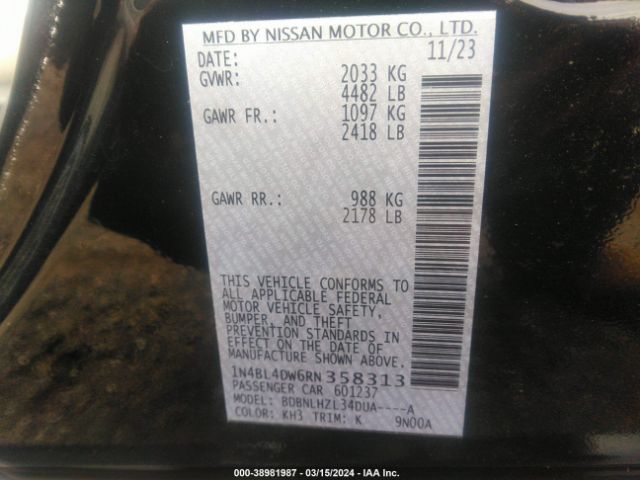 MFD BY NISSAN MOTOR CO., LTD.
DATE: 11/23
GVWR: 2033 KG
4482 LB
GAWR FR.: 1097 KG
2418 LB
GAWR RR.: 988 KG
2178 LB
THIS VEHICLE CONFORMS TO
ALL APPLICABLE FEDERAL
MOTOR VEHICLE SAFETY,
BUMPER, AND THEFT
PREVENTION STANDARDS IN
EFFECT ON THE DATE OF
MANUFACTURE SHOWN ABOVE.
1N4BL4DW6RN358313
PASSENGER CAR 601237
MODEL: BDBNLHZL34DUA----A
COLOR: KH3 TRIM: K 9N00A
000-38981987 - 03/15/2024 - IAA Inc.